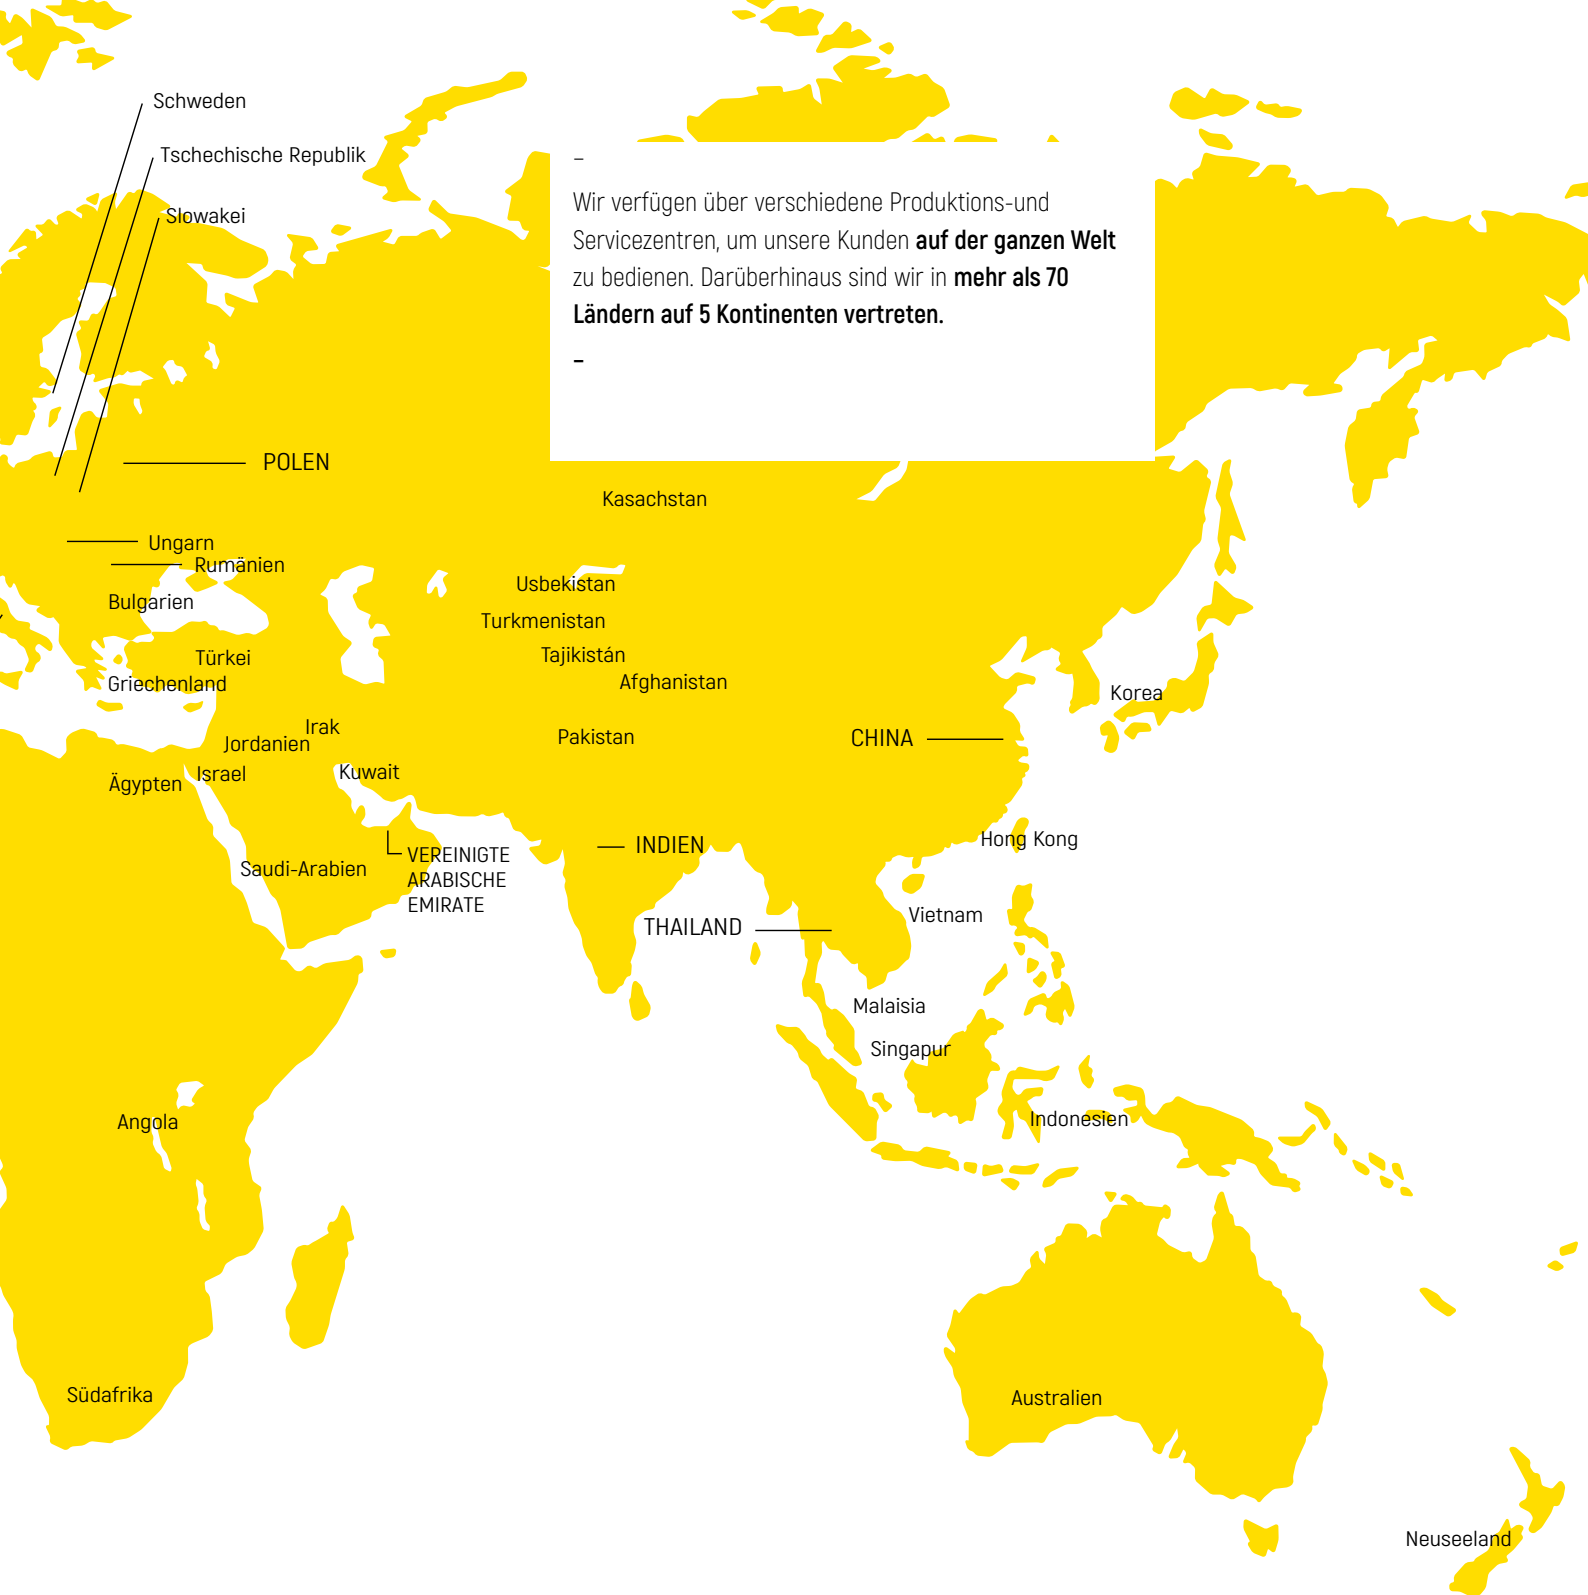 Schweden
Tschechische Republik
Slowakei
–
Wir verfügen über verschiedene Produktions-und
Servicezentren, um unsere Kunden auf der ganzen Welt
zu bedienen. Darüberhinaus sind wir in mehr als 70
Ländern auf 5 Kontinenten vertreten.
–
POLEN
Kasachstan
Ungarn
Rumänien
Usbekistan
Bulgarien
Turkmenistan
Türkei
Tajikistán
Griechenland
Afghanistan
Korea
Irak
Jordanien
Pakistan
CHINA
Israel
Kuwait
Ägypten
Hong Kong
INDIEN
VEREINIGTE
ARABISCHE
EMIRATE
Saudi-Arabien
Vietnam
THAILAND
Malaisia
Singapur
Angola
Indonesien
Südafrika
Australien
Neuseeland